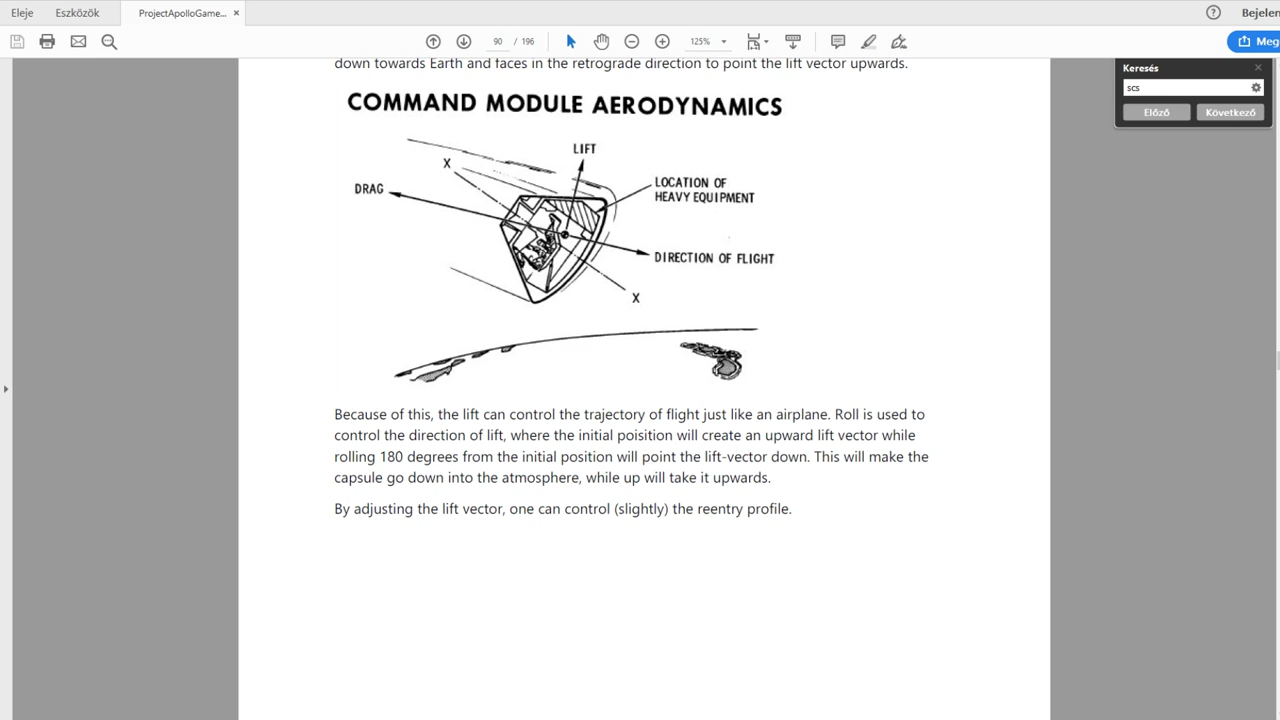 Eleje Eszközök ProjectApolloGame... × Bejelen
90 / 196 125% Meg
Keresés
scs
Előző Következő
down towards Earth and faces in the retrograde direction to point the lift vector upwards.
COMMAND MODULE AERODYNAMICS
LIFT
X
DRAG
LOCATION OF
HEAVY EQUIPMENT
DIRECTION OF FLIGHT
X
Because of this, the lift can control the trajectory of flight just like an airplane. Roll is used to
control the direction of lift, where the initial poisition will create an upward lift vector while
rolling 180 degrees from the initial position will point the lift-vector down. This will make the
capsule go down into the atmosphere, while up will take it upwards.
By adjusting the lift vector, one can control (slightly) the reentry profile.